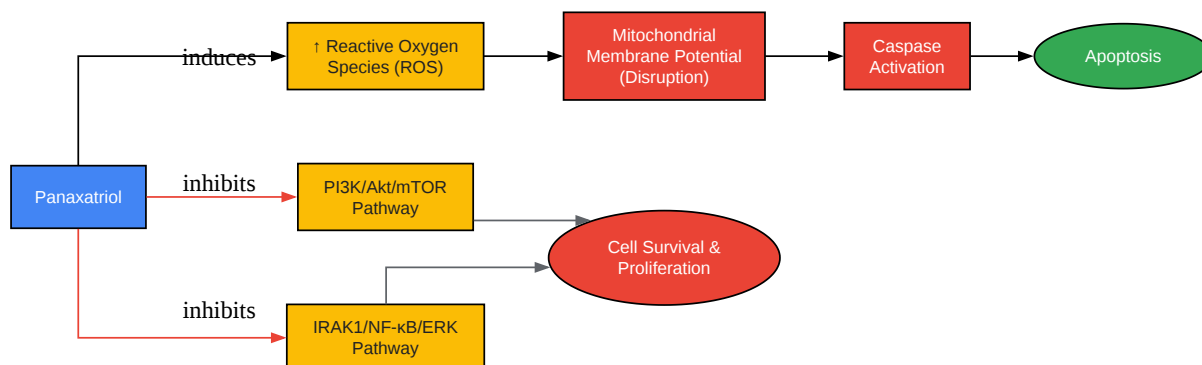 induces
↑ Reactive Oxygen
Species (ROS)
Mitochondrial
Membrane Potential
(Disruption)
Caspase
Activation
Apoptosis
Panaxatriol
inhibits
PI3K/Akt/mTOR
Pathway
Cell Survival &
Proliferation
inhibits
IRAK1/NF-κB/ERK
Pathway